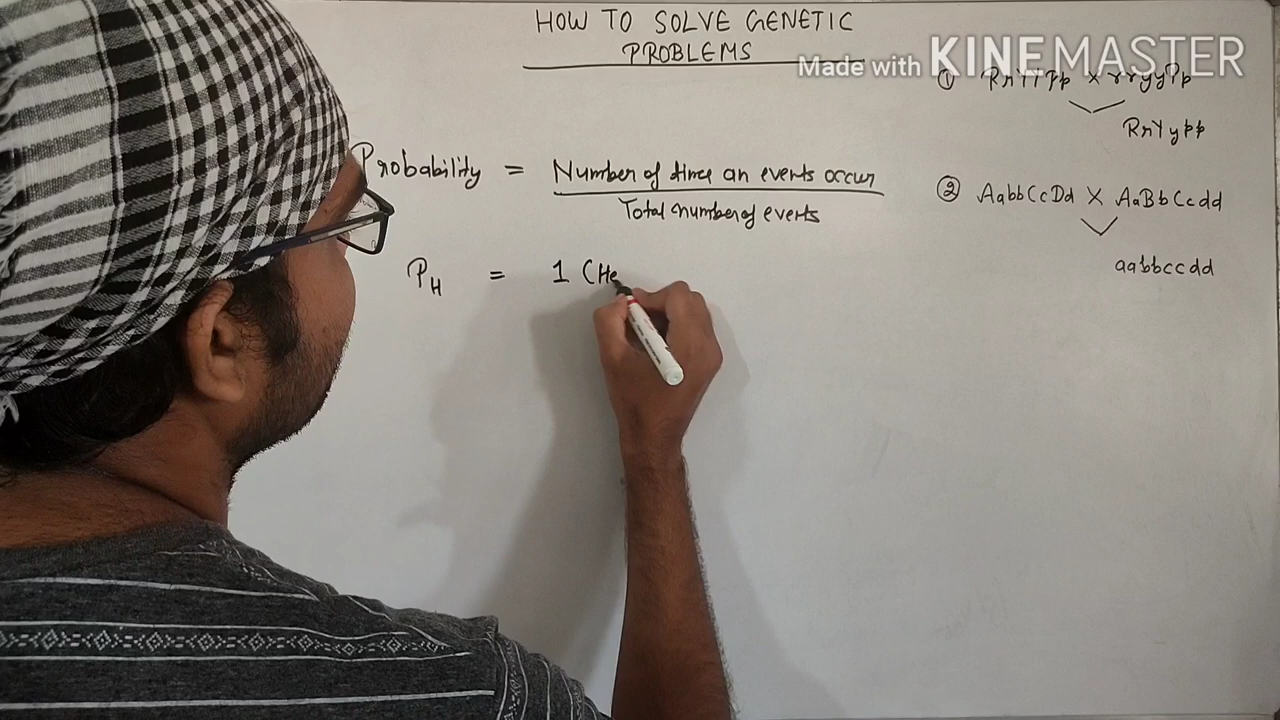 HOW TO SOLVE GENETIC
PROBLEMS
Made with KINEMASTER
Probability = Number of time an events occur
Total number of events
P_H = 1 (He
① RrYYPp × rryyPp
RrYypp
② AabbCcDd × AaBbCcdd
aabbccdd